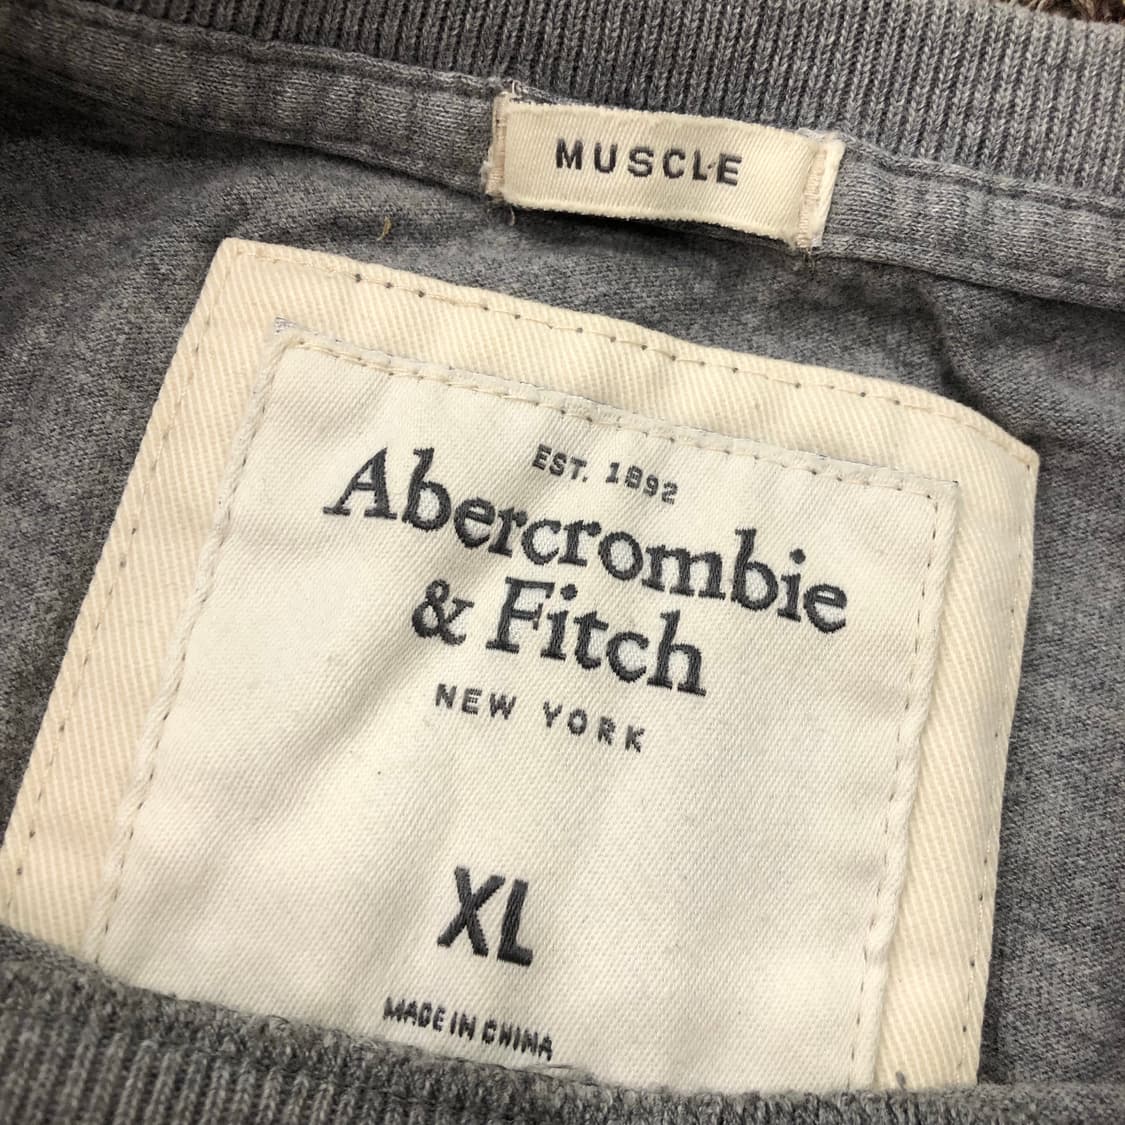 MUSCLE
EST. 1892
Abercrombie
& Fitch
NEW YORK
XL
MADE IN CHINA